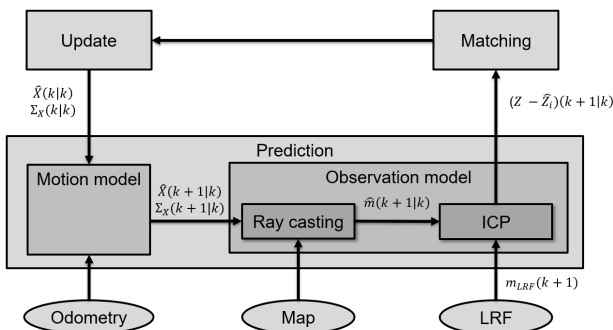 Update
Matching
X̂(k|k)
Σ_X(k|k)
(Z − Ẑ_i)(k + 1|k)
Prediction
Motion model
Observation model
X̂(k + 1|k)
Σ_X(k + 1|k)
m̂(k + 1|k)
Ray casting
ICP
m_LRF(k + 1)
Odometry
Map
LRF